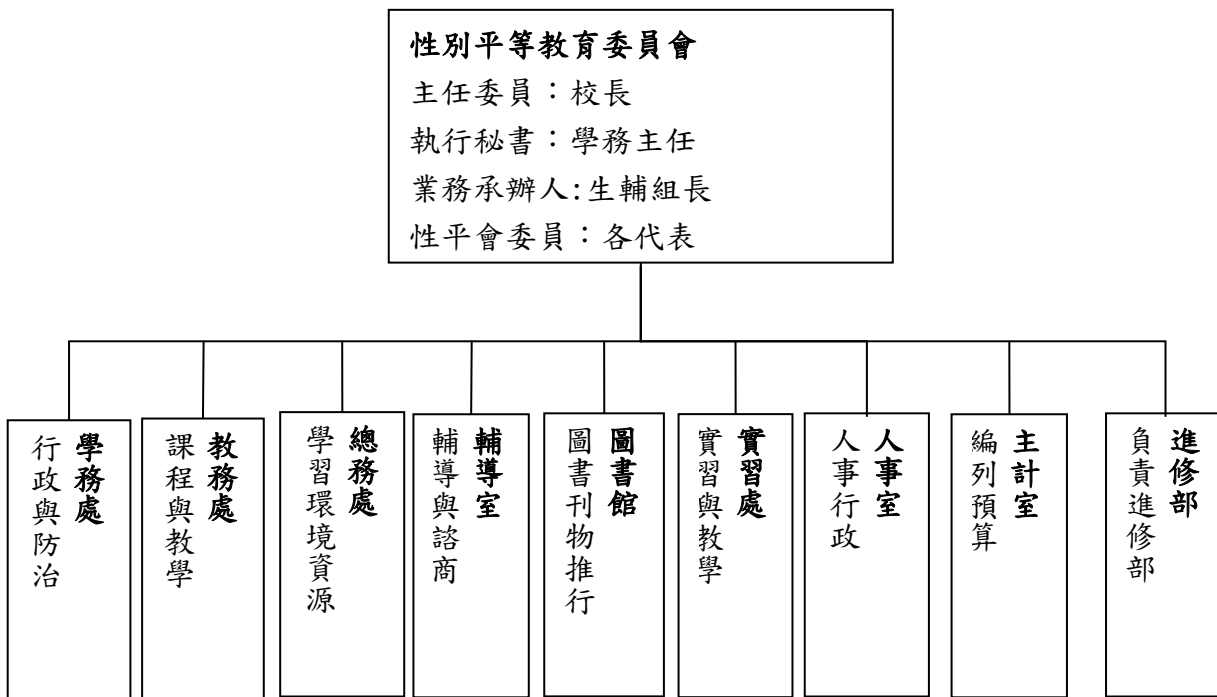 性別平等教育委員會
主任委員：校長
執行秘書：學務主任
業務承辦人:生輔組長
性平會委員：各代表
學務處
行政與防治
教務處
課程與教學
總務處
學習環境資源
輔導室
輔導與諮商
圖書館
圖書刊物推行
實習處
實習與教學
人事室
人事行政
主計室
編列預算
進修部
負責進修部